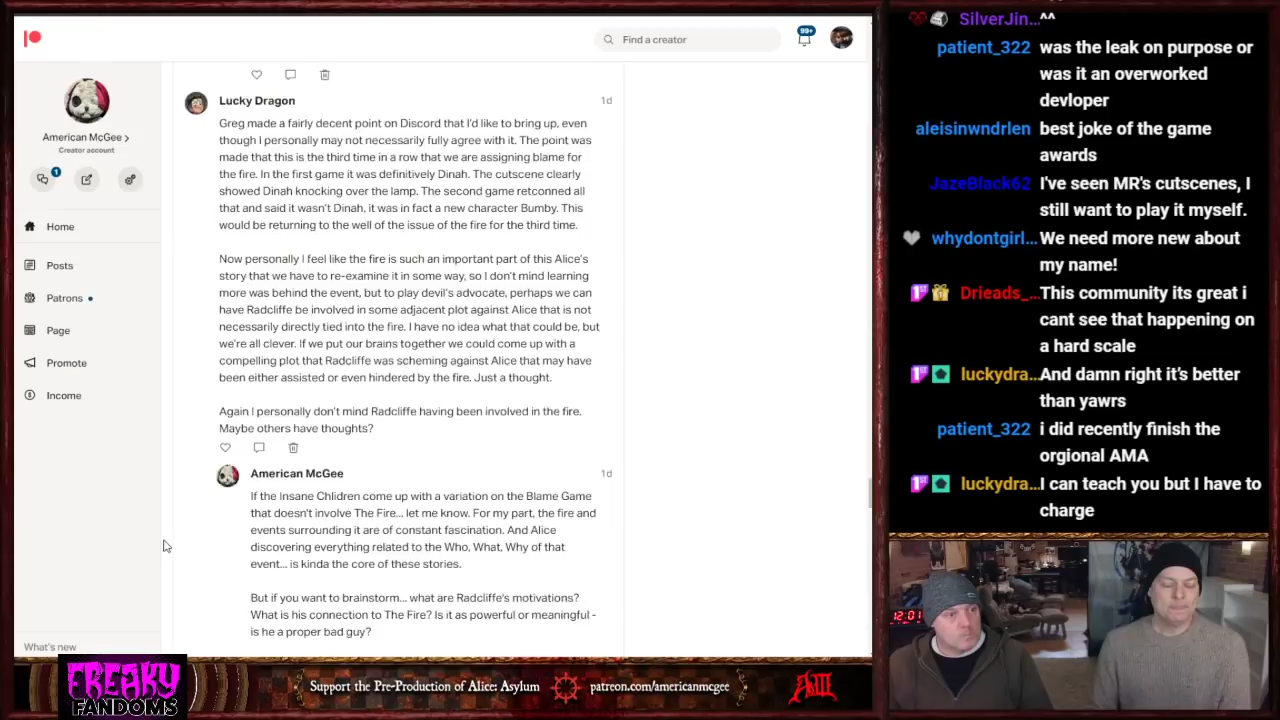 Find a creator
99+
American McGee
Creator account
1
Home
Posts
Patrons
Page
Promote
Income
What's new
Lucky Dragon
1d
Greg made a fairly decent point on Discord that I'd like to bring up, even
though I personally may not necessarily fully agree with it. The point was
made that this is the third time in a row that we are assigning blame for
the fire. In the first game it was definitively Dinah. The cutscene clearly
showed Dinah knocking over the lamp. The second game retconned all
that and said it wasn't Dinah, it was in fact a new character Bumby. This
would be returning to the well of the issue of the fire for the third time.
Now personally I feel like the fire is such an important part of this Alice's
story that we have to re-examine it in some way, so I don't mind learning
more was behind the event, but to play devil's advocate, perhaps we can
have Radcliffe be involved in some adjacent plot against Alice that is not
necessarily directly tied into the fire. I have no idea what that could be, but
we're all clever. If we put our brains together we could come up with a
compelling plot that Radcliffe was scheming against Alice that may have
been either assisted or even hindered by the fire. Just a thought.
Again I personally don't mind Radcliffe having been involved in the fire.
Maybe others have thoughts?
American McGee
1d
If the Insane Chlidren come up with a variation on the Blame Game
that doesn't involve The Fire... let me know. For my part, the fire and
events surrounding it are of constant fascination. And Alice
discovering everything related to the Who, What, Why of that
event... is kinda the core of these stories.
But if you want to brainstorm... what are Radcliffe's motivations?
What is his connection to The Fire? Is it as powerful or meaningful -
is he a proper bad guy?
SilverJin... ^^
patient_322 was the leak on purpose or
was it an overworked
devloper
aleisinwndrlen best joke of the game
awards
JazeBlack62 I've seen MR's cutscenes, I
still want to play it myself.
whydontgirl... We need more new about
my name!
Drieads_... This community its great i
cant see that happening on
a hard scale
luckydra... And damn right it's better
than yawrs
patient_322 i did recently finish the
orgional AMA
luckydra... I can teach you but I have to
charge
12:01
FREAKY
FANDOMS
Support the Pre-Production of Alice: Asylum
patreon.com/americanmcgee